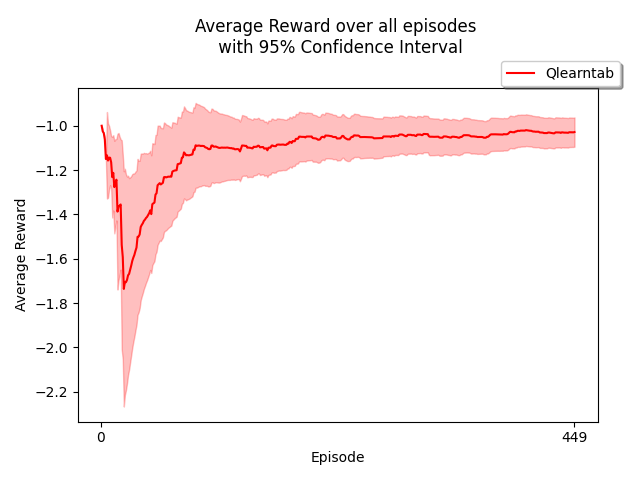 Average Reward over all episodes
with 95% Confidence Interval
Qlearntab
−1.0
−1.2
−1.4
−1.6
−1.8
−2.0
−2.2
Average Reward
0
449
Episode